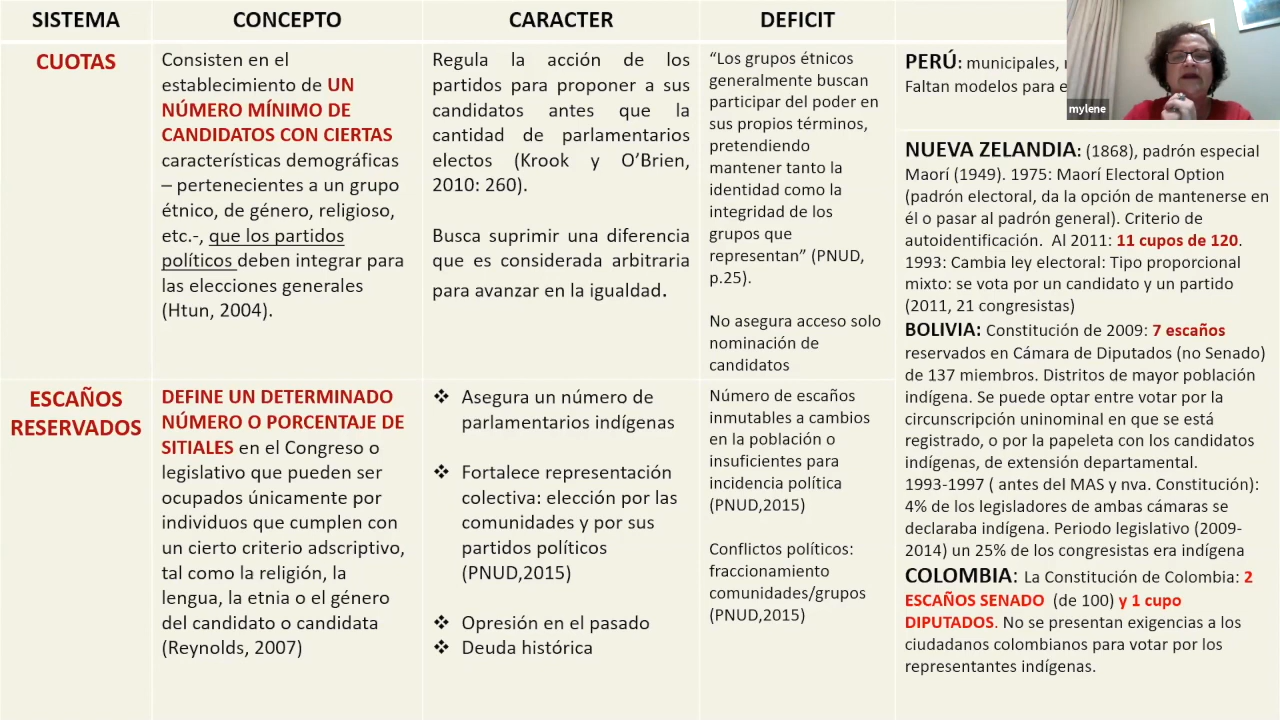 SISTEMA
CONCEPTO
CARACTER
DEFICIT
CUOTAS
Consisten en el
establecimiento de UN
NÚMERO MÍNIMO DE
CANDIDATOS CON CIERTAS
características demográficas
– pertenecientes a un grupo
étnico, de género, religioso,
etc.-, que los partidos
políticos deben integrar para
las elecciones generales
(Htun, 2004).
Regula la acción de los
partidos para proponer a sus
candidatos antes que la
cantidad de parlamentarios
electos (Krook y O’Brien,
2010: 260).
Busca suprimir una diferencia
que es considerada arbitraria
para avanzar en la igualdad.
“Los grupos étnicos
generalmente buscan
participar del poder en
sus propios términos,
pretendiendo
mantener tanto la
identidad como la
integridad de los
grupos que
representan” (PNUD,
p.25).
No asegura acceso solo
nominación de
candidatos
PERÚ: municipales,
Faltan modelos para e
mylene
NUEVA ZELANDIA: (1868), padrón especial
Maorí (1949). 1975: Maorí Electoral Option
(padrón electoral, da la opción de mantenerse en
él o pasar al padrón general). Criterio de
autoidentificación. Al 2011: 11 cupos de 120.
1993: Cambia ley electoral: Tipo proporcional
mixto: se vota por un candidato y un partido
(2011, 21 congresistas)
BOLIVIA: Constitución de 2009: 7 escaños
reservados en Cámara de Diputados (no Senado)
de 137 miembros. Distritos de mayor población
indígena. Se puede optar entre votar por la
circunscripción uninominal en que se está
registrado, o por la papeleta con los candidatos
indígenas, de extensión departamental.
1993-1997 ( antes del MAS y nva. Constitución):
4% de los legisladores de ambas cámaras se
declaraba indígena. Periodo legislativo (2009-
2014) un 25% de los congresistas era indígena
COLOMBIA: La Constitución de Colombia: 2
ESCAÑOS SENADO (de 100) y 1 cupo
DIPUTADOS. No se presentan exigencias a los
ciudadanos colombianos para votar por los
representantes indígenas.
ESCAÑOS
RESERVADOS
DEFINE UN DETERMINADO
NÚMERO O PORCENTAJE DE
SITIALES en el Congreso o
legislativo que pueden ser
ocupados únicamente por
individuos que cumplen con
un cierto criterio adscriptivo,
tal como la religión, la
lengua, la etnia o el género
del candidato o candidata
(Reynolds, 2007)
❖ Asegura un número de
parlamentarios indígenas
❖ Fortalece representación
colectiva: elección por las
comunidades y por sus
partidos políticos
(PNUD,2015)
❖ Opresión en el pasado
❖ Deuda histórica
Número de escaños
inmutables a cambios
en la población o
insuficientes para
incidencia política
(PNUD,2015)
Conflictos políticos:
fraccionamiento
comunidades/grupos
(PNUD,2015)